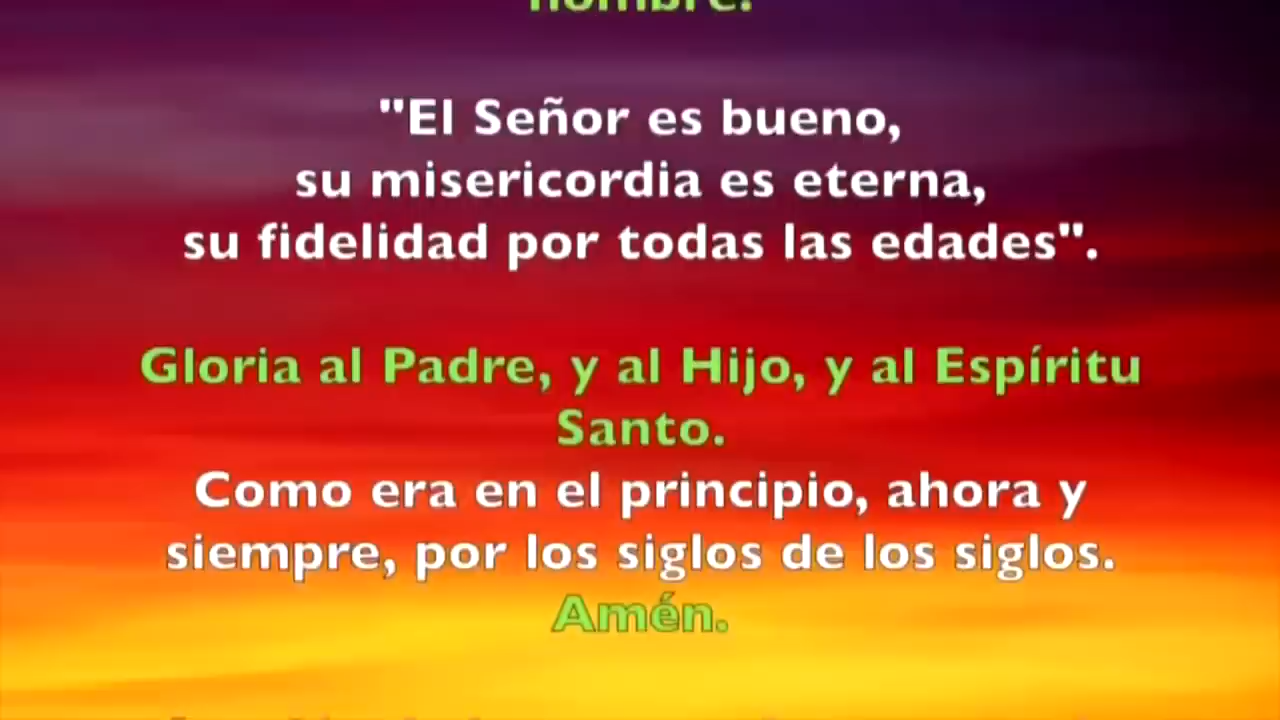 nombre.
"El Señor es bueno,
su misericordia es eterna,
su fidelidad por todas las edades".
Gloria al Padre, y al Hijo, y al Espíritu
Santo.
Como era en el principio, ahora y
siempre, por los siglos de los siglos.
Amén.